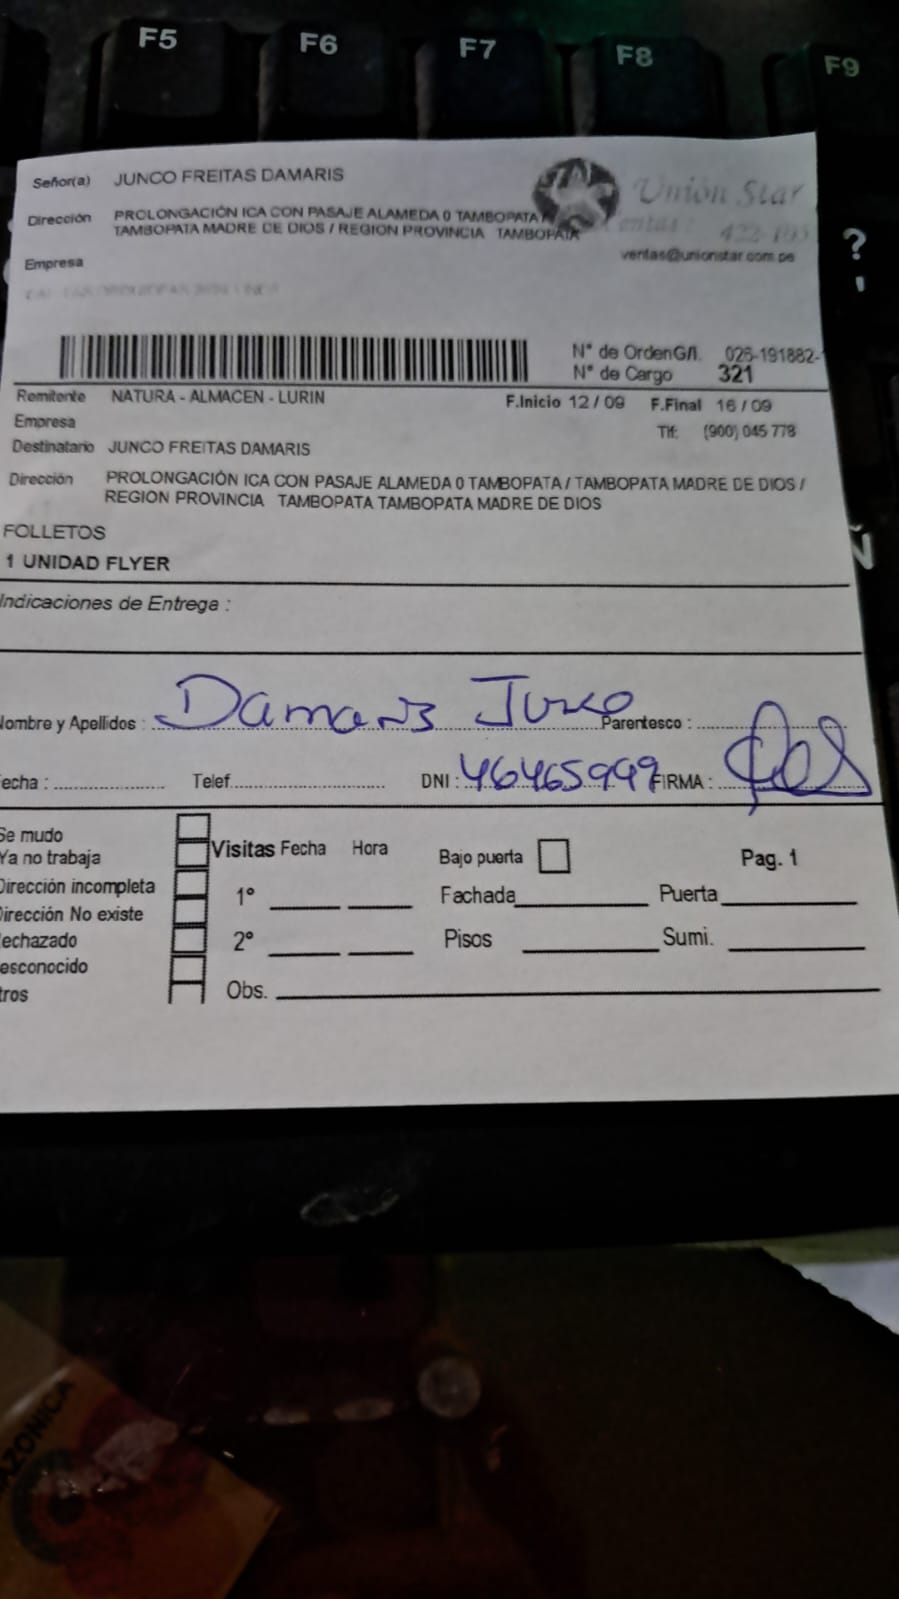 F5 F6 F7 F8 F9
Señor(a) JUNCO FREITAS DAMARIS
Unión Star
Dirección PROLONGACIÓN ICA CON PASAJE ALAMEDA 0 TAMBOPATA /
TAMBOPATA MADRE DE DIOS / REGION PROVINCIA TAMBOPATA
ventas@unionstar.com.pe
Empresa
?
'
N° de OrdenG/I. 026-191882-
N° de Cargo 321
Remitente NATURA - ALMACEN - LURIN F.Inicio 12 / 09 F.Final 16 / 09
Empresa Tlf: (900) 045 778
Destinatario JUNCO FREITAS DAMARIS
Dirección PROLONGACIÓN ICA CON PASAJE ALAMEDA 0 TAMBOPATA / TAMBOPATA MADRE DE DIOS /
REGION PROVINCIA TAMBOPATA TAMBOPATA MADRE DE DIOS
FOLLETOS
Ñ
1 UNIDAD FLYER
Indicaciones de Entrega :
Nombre y Apellidos : Damaris Junco Parentesco :
echa : Telef. DNI : 46465999 FIRMA :
Se mudo
Ya no trabaja Visitas Fecha Hora Bajo puerta Pag. 1
Dirección incompleta 1° Fachada Puerta
Dirección No existe
echazado 2° Pisos Sumi.
esconocido
tros Obs.
AZONICA